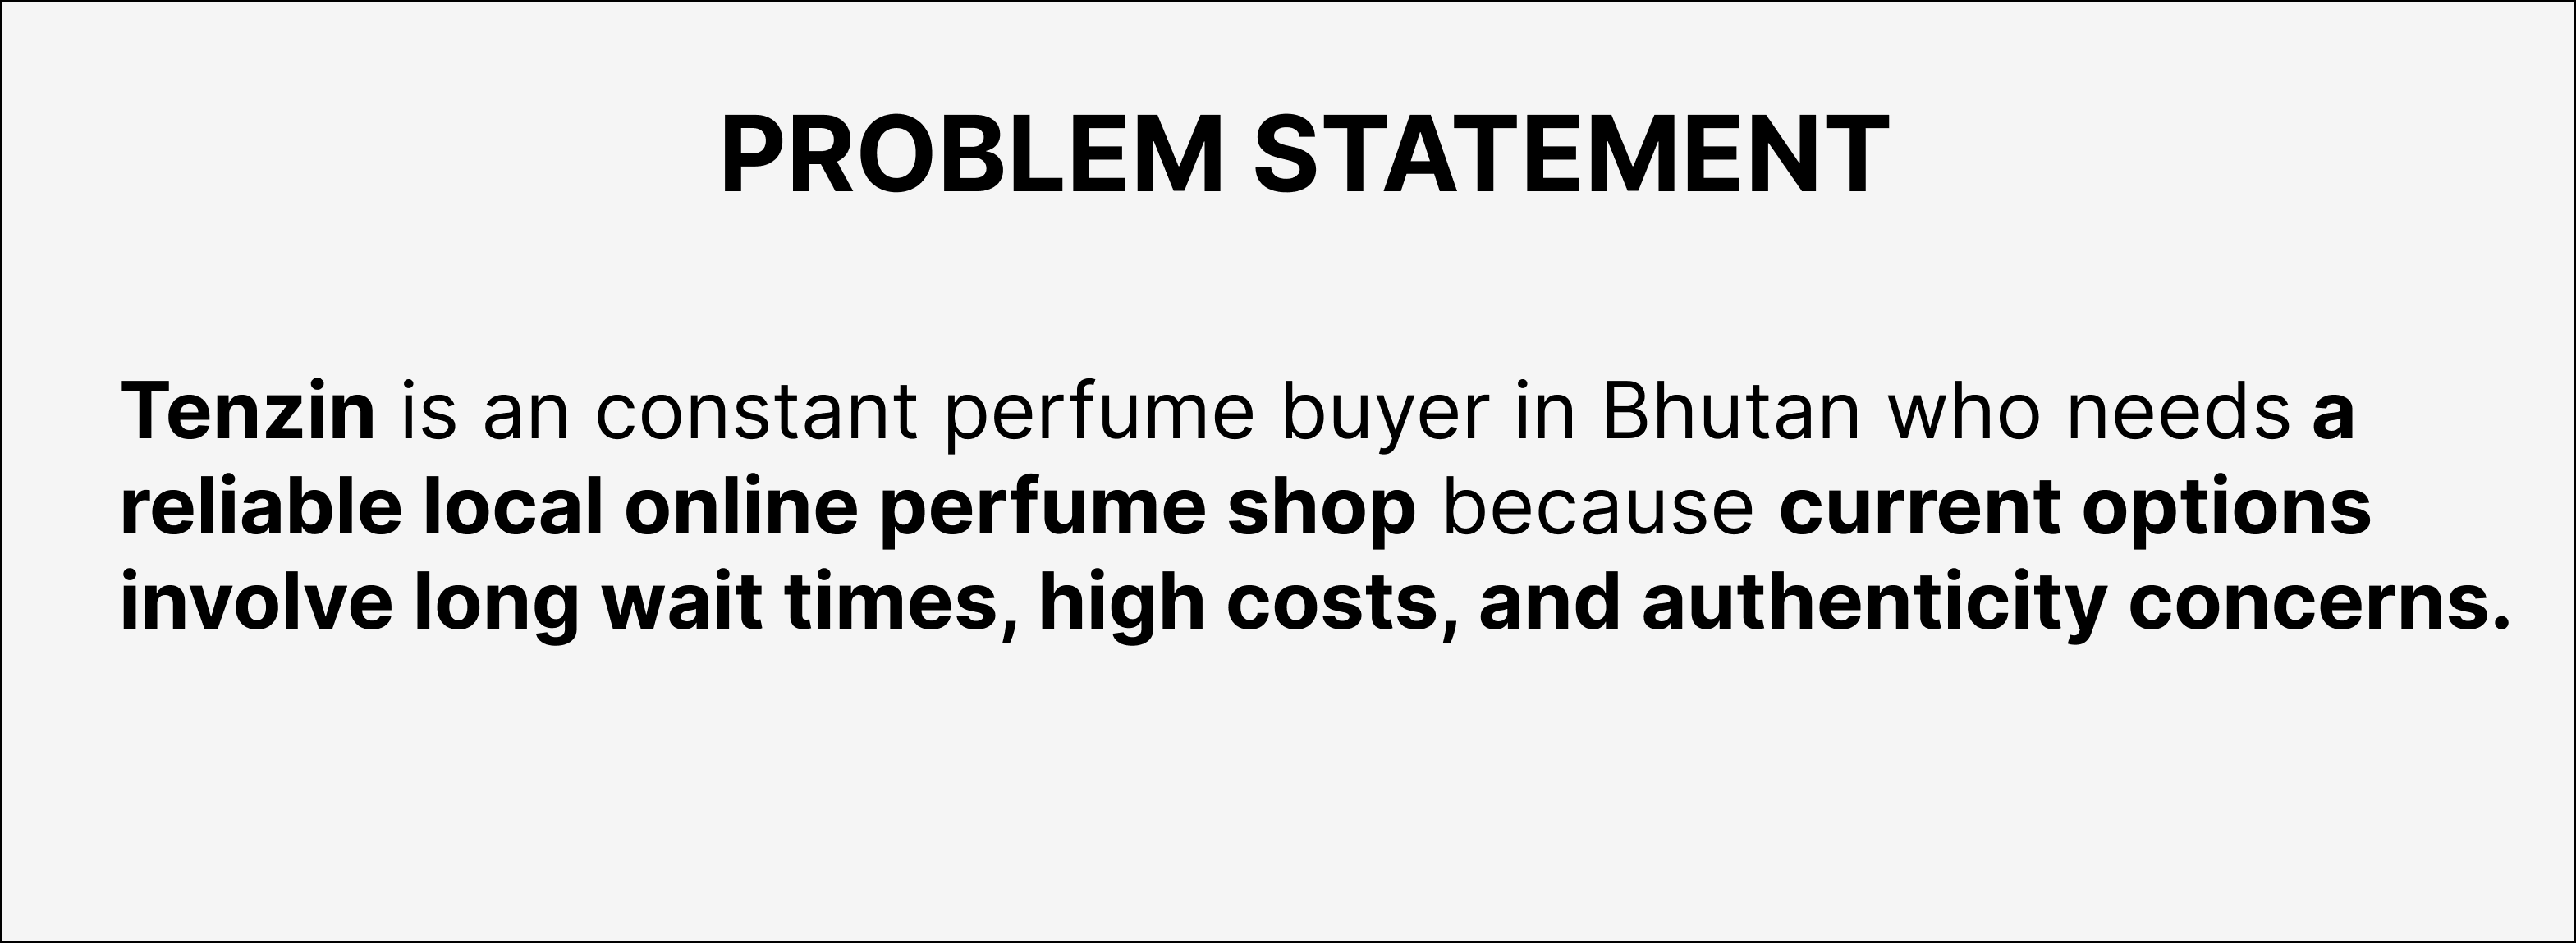 PROBLEM STATEMENT
Tenzin is an constant perfume buyer in Bhutan who needs a
reliable local online perfume shop because current options
involve long wait times, high costs, and authenticity concerns.